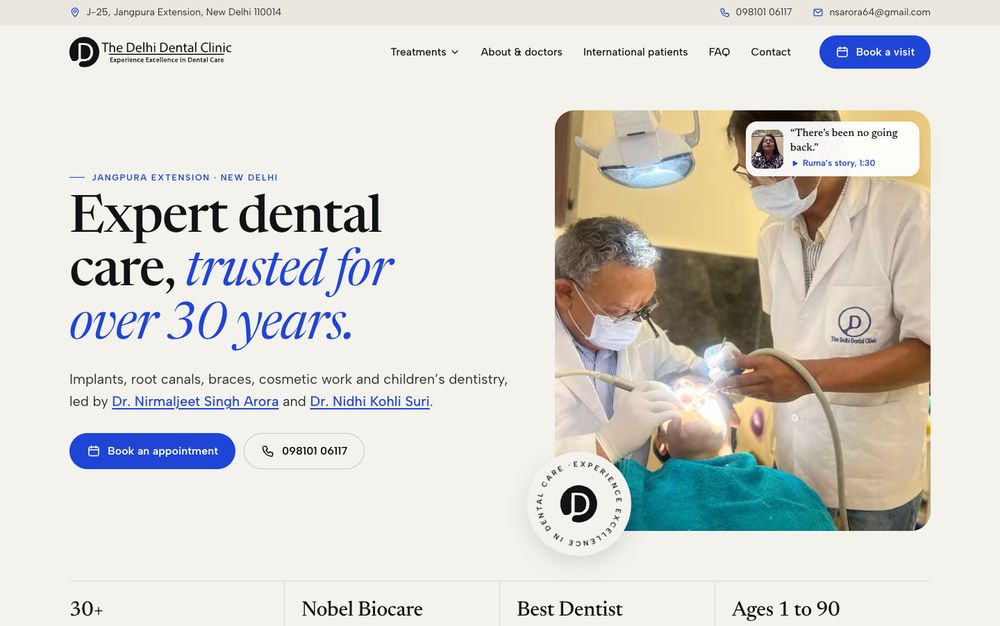 J-25, Jangpura Extension, New Delhi 110014
098101 06117
nsarora64@gmail.com
The Delhi Dental Clinic
Experience Excellence in Dental Care
Treatments
About & doctors
International patients
FAQ
Contact
Book a visit
JANGPURA EXTENSION · NEW DELHI
Expert dental
care, trusted for
over 30 years.
Implants, root canals, braces, cosmetic work and children’s dentistry,
led by Dr. Nirmaljeet Singh Arora and Dr. Nidhi Kohli Suri.
Book an appointment
098101 06117
“There’s been no going
back.”
Ruma’s story, 1:30
The Delhi Dental Clinic
EXPERIENCE EXCELLENCE IN DENTAL CARE ·
30+
Nobel Biocare
Best Dentist
Ages 1 to 90